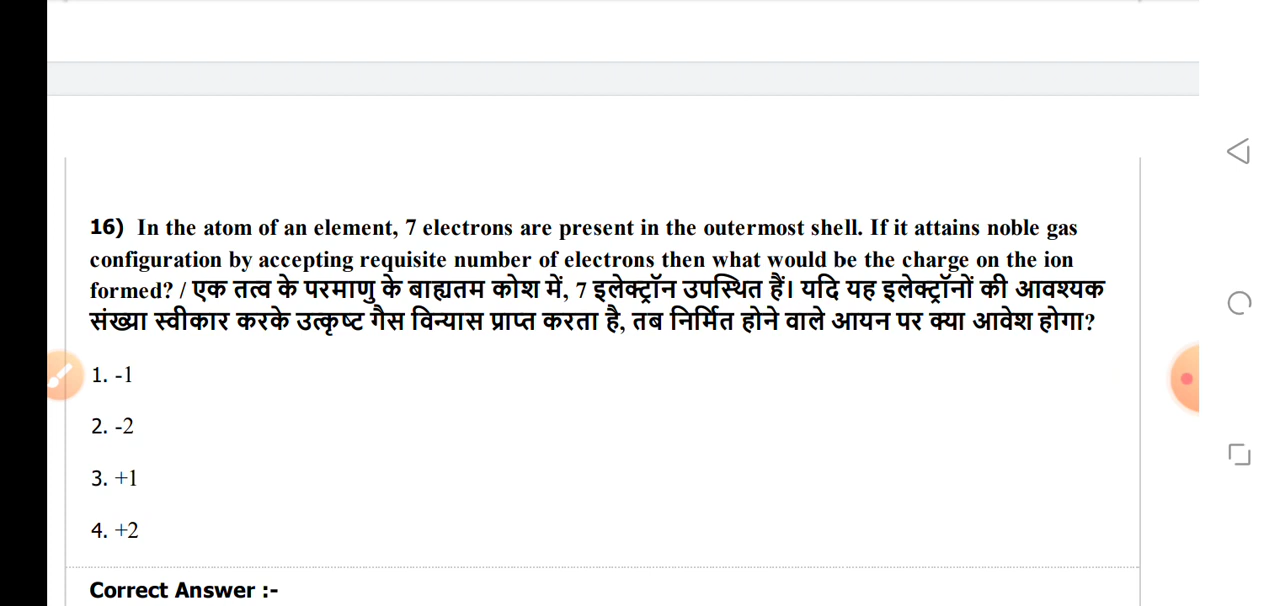 16) In the atom of an element, 7 electrons are present in the outermost shell. If it attains noble gas
configuration by accepting requisite number of electrons then what would be the charge on the ion
formed? / एक तत्व के परमाणु के बाह्यतम कोश में, 7 इलेक्ट्रॉन उपस्थित हैं। यदि यह इलेक्ट्रॉनों की आवश्यक
संख्या स्वीकार करके उत्कृष्ट गैस विन्यास प्राप्त करता है, तब निर्मित होने वाले आयन पर क्या आवेश होगा?
1. -1
2. -2
3. +1
4. +2
Correct Answer :-